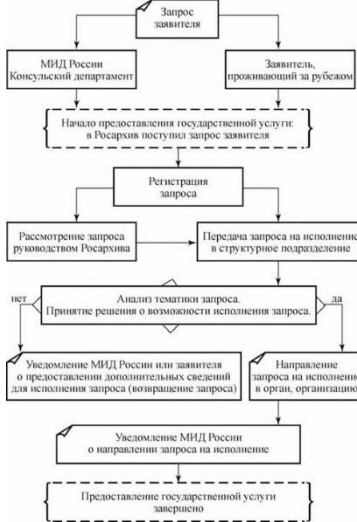 Запрос
заявителя
МИД России
Консульский департамент
Заявитель,
проживающий за рубежом
Начало предоставления государственной услуги:
в Росархив поступил запрос заявителя
Регистрация
запроса
Рассмотрение запроса
руководством Росархива
Передача запроса на исполнение
в структурное подразделение
нет
Анализ тематики запроса.
Принятие решения о возможности исполнения запроса.
да
Уведомление МИД России или заявителя
о предоставлении дополнительных сведений
для исполнения запроса (возвращение запроса)
Направление
запроса на исполнение
в орган, организацию
Уведомление МИД России
о направлении запроса на исполнение
Предоставление государственной услуги
завершено